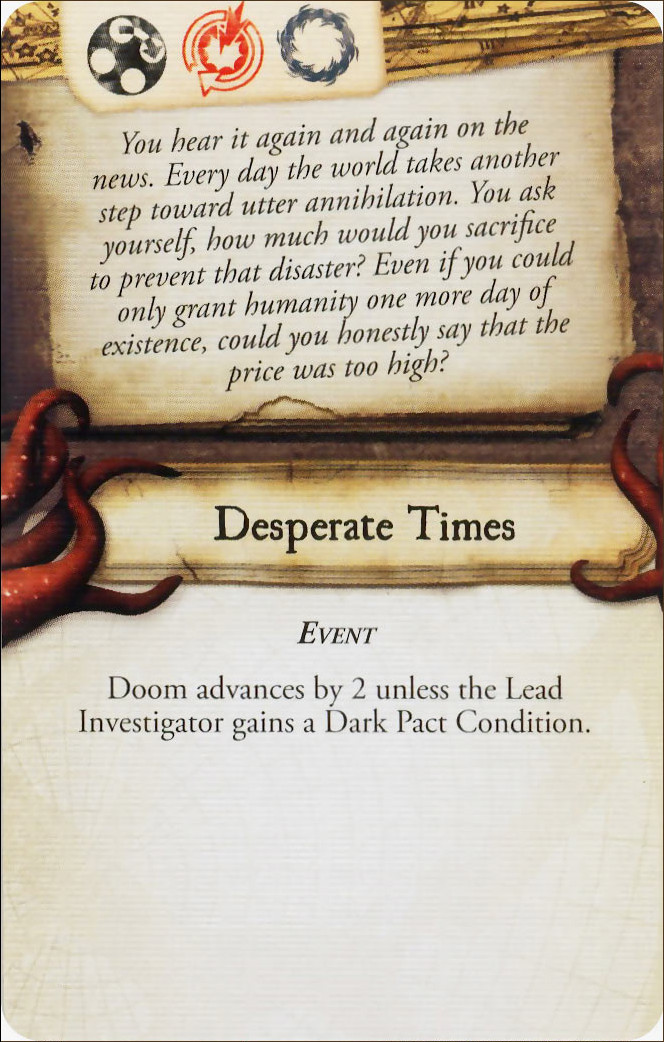 You hear it again and again on the
news. Every day the world takes another
step toward utter annihilation. You ask
yourself, how much would you sacrifice
to prevent that disaster? Even if you could
only grant humanity one more day of
existence, could you honestly say that the
price was too high?
Desperate Times
EVENT
Doom advances by 2 unless the Lead
Investigator gains a Dark Pact Condition.